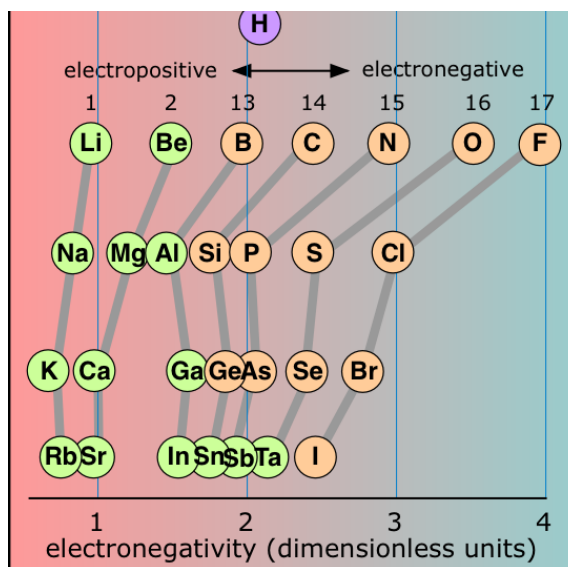 H
electropositive electronegative
1 2 13 14 15 16 17
Li Be B C N O F
Na Mg Al Si P S Cl
K Ca Ga Ge As Se Br
Rb Sr In Sn Sb Ta I
1 2 3 4
electronegativity (dimensionless units)